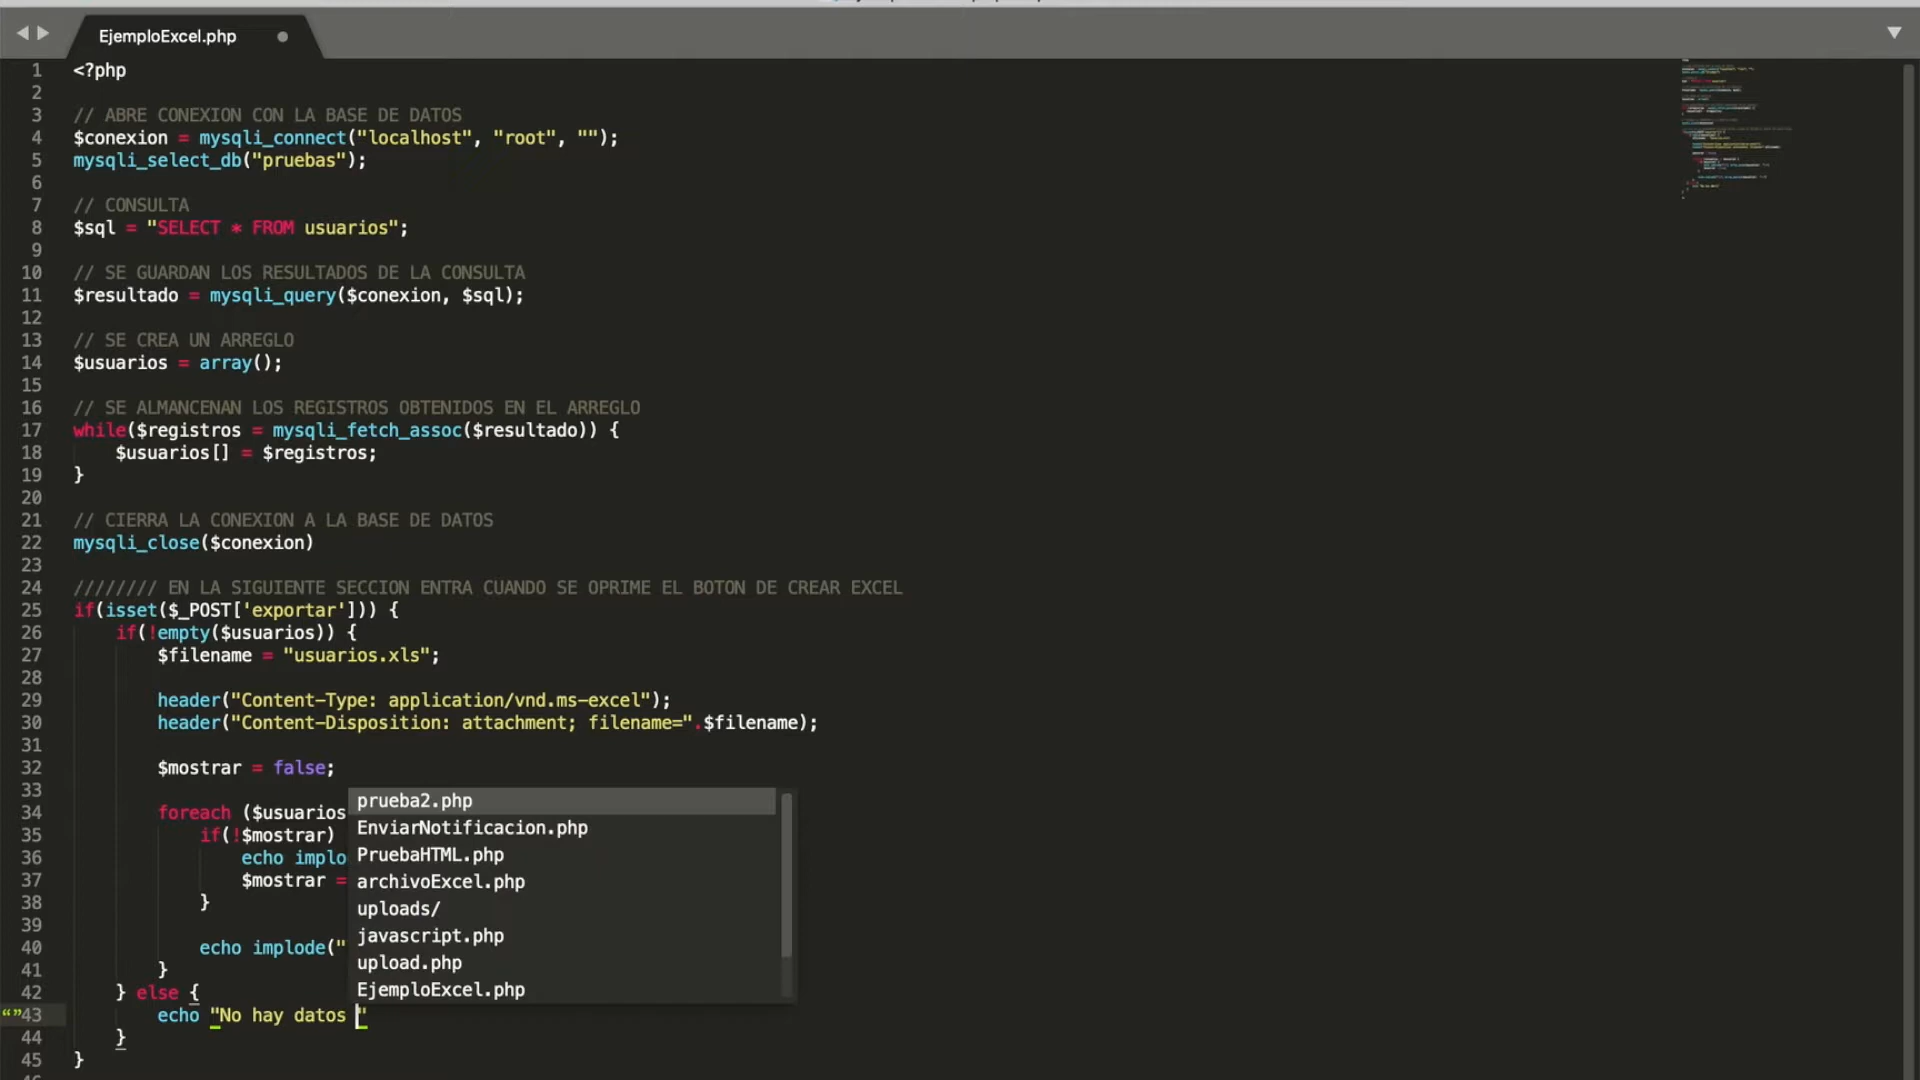 EjemploExcel.php
1 <?php
2
3 // ABRE CONEXION CON LA BASE DE DATOS
4 $conexion = mysqli_connect("localhost", "root", "");
5 mysqli_select_db("pruebas");
6
7 // CONSULTA
8 $sql = "SELECT * FROM usuarios";
9
10 // SE GUARDAN LOS RESULTADOS DE LA CONSULTA
11 $resultado = mysqli_query($conexion, $sql);
12
13 // SE CREA UN ARREGLO
14 $usuarios = array();
15
16 // SE ALMANCENAN LOS REGISTROS OBTENIDOS EN EL ARREGLO
17 while($registros = mysqli_fetch_assoc($resultado)) {
18 $usuarios[] = $registros;
19 }
20
21 // CIERRA LA CONEXION A LA BASE DE DATOS
22 mysqli_close($conexion)
23
24 //////// EN LA SIGUIENTE SECCION ENTRA CUANDO SE OPRIME EL BOTON DE CREAR EXCEL
25 if(isset($_POST['exportar'])) {
26 if(!empty($usuarios)) {
27 $filename = "usuarios.xls";
28
29 header("Content-Type: application/vnd.ms-excel");
30 header("Content-Disposition: attachment; filename=".$filename);
31
32 $mostrar = false;
33
34 foreach ($usuarios
35 if(!$mostrar)
36 echo implo
37 $mostrar =
38 }
39
40 echo implode("
41 }
42 } else {
43 echo "No hay datos "
44 }
45 }
prueba2.php
EnviarNotificacion.php
PruebaHTML.php
archivoExcel.php
uploads/
javascript.php
upload.php
EjemploExcel.php